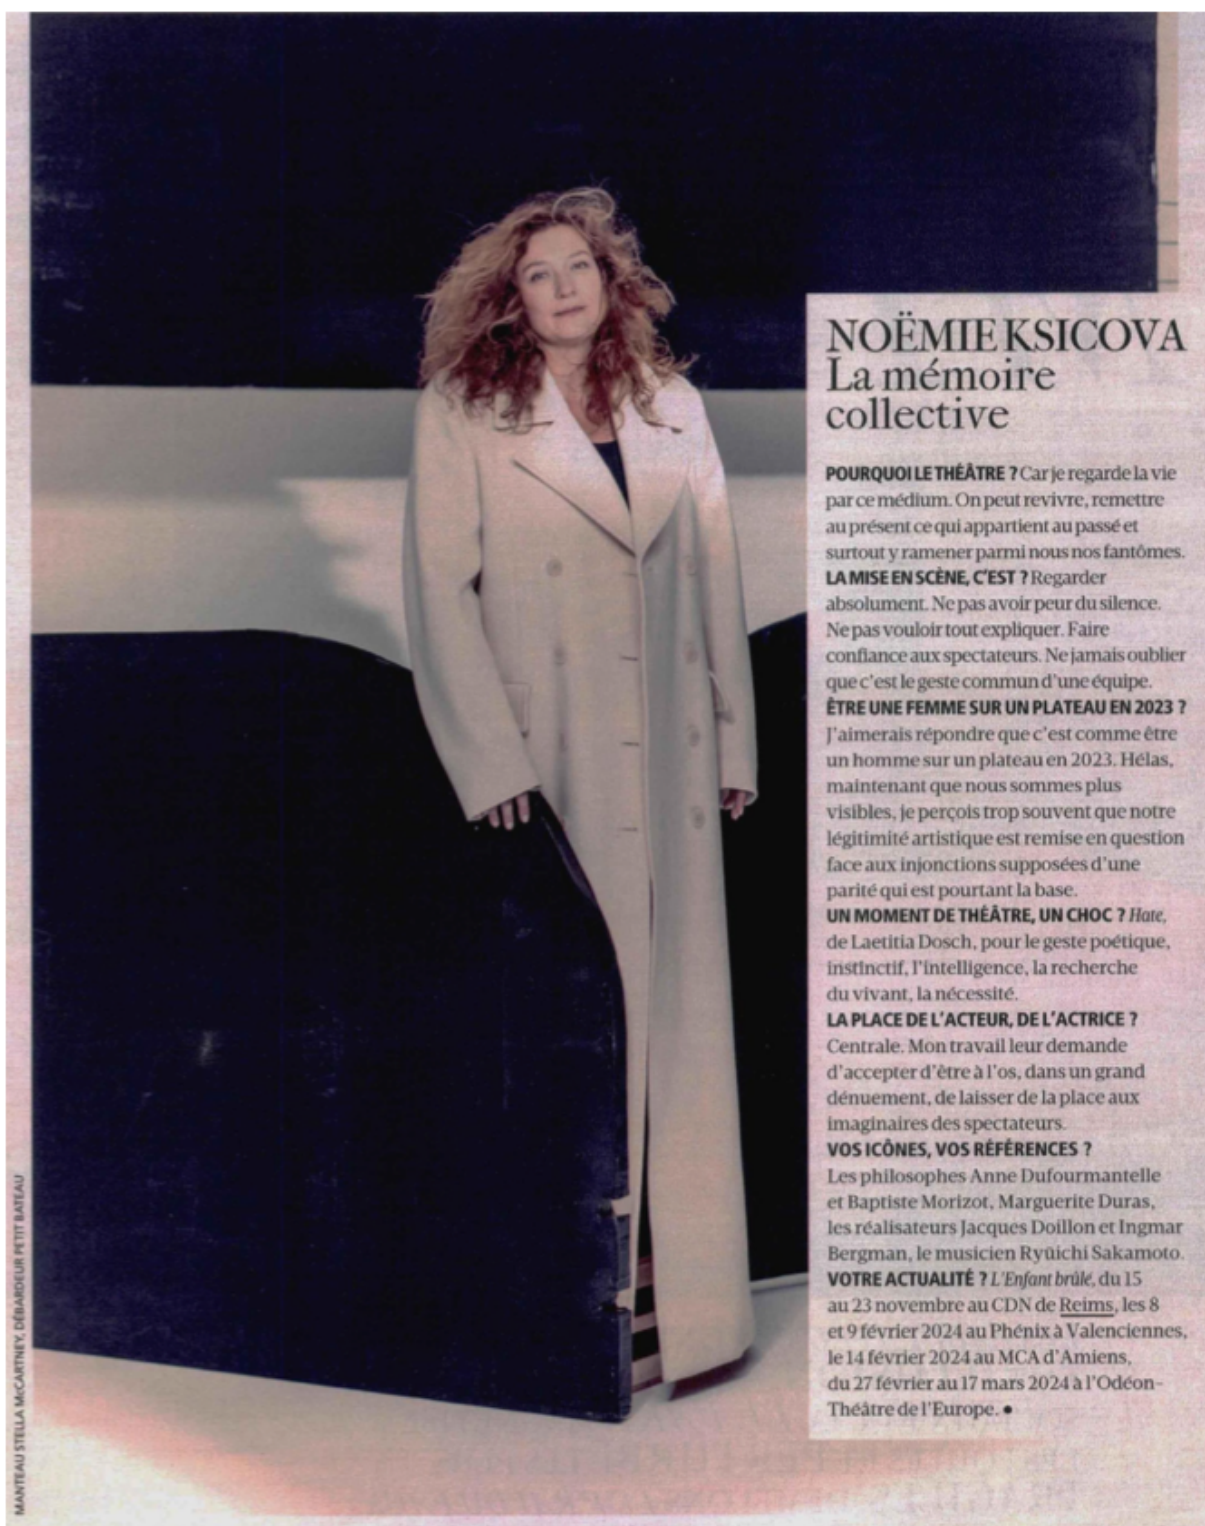 NOËMIE KSICOVA
La mémoire
collective
POURQUOI LE THÉÂTRE ? Car je regarde la vie
par ce médium. On peut revivre, remettre
au présent ce qui appartient au passé et
surtout y ramener parmi nous nos fantômes.
LA MISE EN SCÈNE, C'EST ? Regarder
absolument. Ne pas avoir peur du silence.
Ne pas vouloir tout expliquer. Faire
confiance aux spectateurs. Ne jamais oublier
que c'est le geste commun d'une équipe.
ÊTRE UNE FEMME SUR UN PLATEAU EN 2023 ?
J'aimerais répondre que c'est comme être
un homme sur un plateau en 2023. Hélas,
maintenant que nous sommes plus
visibles, je perçois trop souvent que notre
légitimité artistique est remise en question
face aux injonctions supposées d'une
parité qui est pourtant la base.
UN MOMENT DE THÉÂTRE, UN CHOC ? Hate,
de Laetitia Dosch, pour le geste poétique,
instinctif, l'intelligence, la recherche
du vivant, la nécessité.
LA PLACE DE L'ACTEUR, DE L'ACTRICE ?
Centrale. Mon travail leur demande
d'accepter d'être à l'os, dans un grand
dénuement, de laisser de la place aux
imaginaires des spectateurs.
VOS ICÔNES, VOS RÉFÉRENCES ?
Les philosophes Anne Dufourmantelle
et Baptiste Morizot, Marguerite Duras,
les réalisateurs Jacques Doillon et Ingmar
Bergman, le musicien Ryūichi Sakamoto.
VOTRE ACTUALITÉ ? L'Enfant brûlé, du 15
au 23 novembre au CDN de Reims, les 8
et 9 février 2024 au Phénix à Valenciennes,
le 14 février 2024 au MCA d'Amiens,
du 27 février au 17 mars 2024 à l'Odéon-
Théâtre de l'Europe. •
MANTEAU STELLA McCARTNEY, DÉBARDEUR PETIT BATEAU